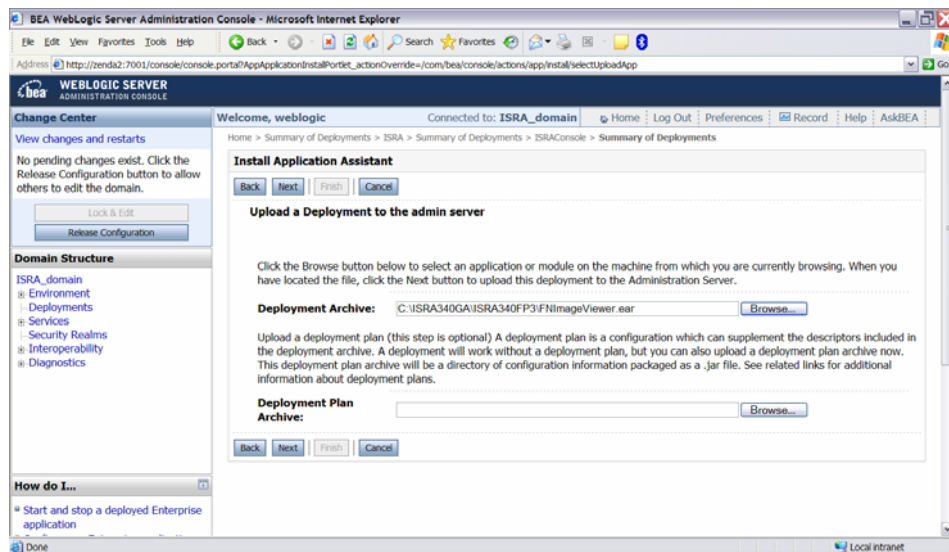 BEA WebLogic Server Administration Console - Microsoft Internet Explorer
File Edit View Favorites Tools Help
Back Search Favorites
Address http://zenda2:7001/console/console.portal?AppApplicationInstallPortlet_actionOverride=/com/bea/console/actions/app/install/selectUploadApp Go
bea WEBLOGIC SERVER
ADMINISTRATION CONSOLE
Change Center
View changes and restarts
No pending changes exist. Click the
Release Configuration button to allow
others to edit the domain.
Lock & Edit
Release Configuration
Domain Structure
ISRA_domain
Environment
Deployments
Services
Security Realms
Interoperability
Diagnostics
How do I...
Start and stop a deployed Enterprise
application
Welcome, weblogic Connected to: ISRA_domain Home Log Out Preferences Record Help AskBEA
Home > Summary of Deployments > ISRA > Summary of Deployments > ISRAConsole > Summary of Deployments
Install Application Assistant
Back Next Finish Cancel
Upload a Deployment to the admin server
Click the Browse button below to select an application or module on the machine from which you are currently browsing. When you
have located the file, click the Next button to upload this deployment to the Administration Server.
Deployment Archive: C:\ISRA340GA\ISRA340FP3\FNImageViewer.ear Browse...
Upload a deployment plan (this step is optional) A deployment plan is a configuration which can supplement the descriptors included in
the deployment archive. A deployment will work without a deployment plan, but you can also upload a deployment plan archive now.
This deployment plan archive will be a directory of configuration information packaged as a .jar file. See related links for additional
information about deployment plans.
Deployment Plan
Archive: Browse...
Back Next Finish Cancel
Done Local intranet